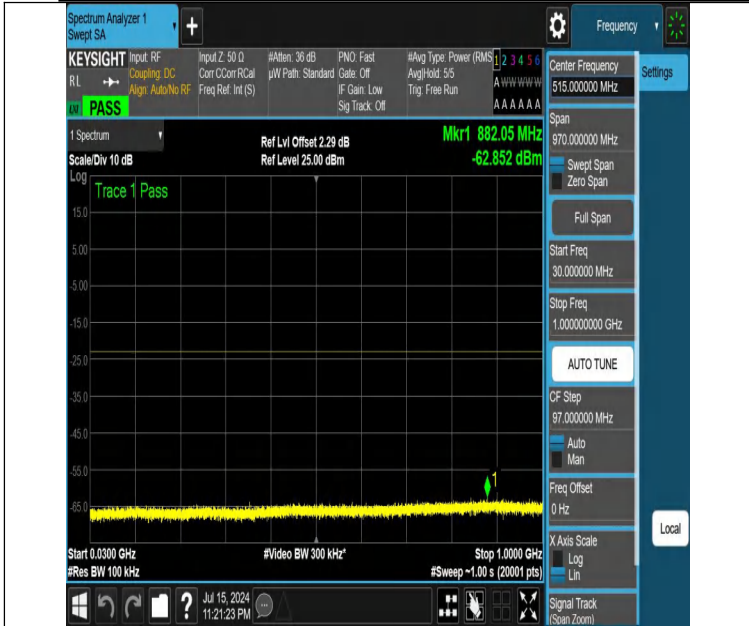 Spectrum Analyzer 1
Swept SA
+
Frequency
KEYSIGHT
RL
PASS
Input: RF
Coupling: DC
Align: Auto/No RF
Input Z: 50 Ω
Corr CCorr RCal
Freq Ref: Int (S)
#Atten: 36 dB
µW Path: Standard
PNO: Fast
Gate: Off
IF Gain: Low
Sig Track: Off
#Avg Type: Power (RMS
Avg|Hold: 5/5
Trig: Free Run
1 2 3 4 5 6
A W W W W W
A A A A A A
1 Spectrum
Scale/Div 10 dB
Ref Lvl Offset 2.29 dB
Ref Level 25.00 dBm
Mkr1 882.05 MHz
-62.852 dBm
Log
Trace 1 Pass
15.0
5.00
-5.00
-15.0
-25.0
-35.0
-45.0
-55.0
-65.0
1
Start 0.0300 GHz
#Res BW 100 kHz
#Video BW 300 kHz*
Stop 1.0000 GHz
#Sweep ~1.00 s (20001 pts)
Jul 15, 2024
11:21:23 PM
Center Frequency
515.000000 MHz
Settings
Span
970.000000 MHz
Swept Span
Zero Span
Full Span
Start Freq
30.000000 MHz
Stop Freq
1.000000000 GHz
AUTO TUNE
CF Step
97.000000 MHz
Auto
Man
Freq Offset
0 Hz
X Axis Scale
Log
Lin
Local
Signal Track
(Span Zoom)